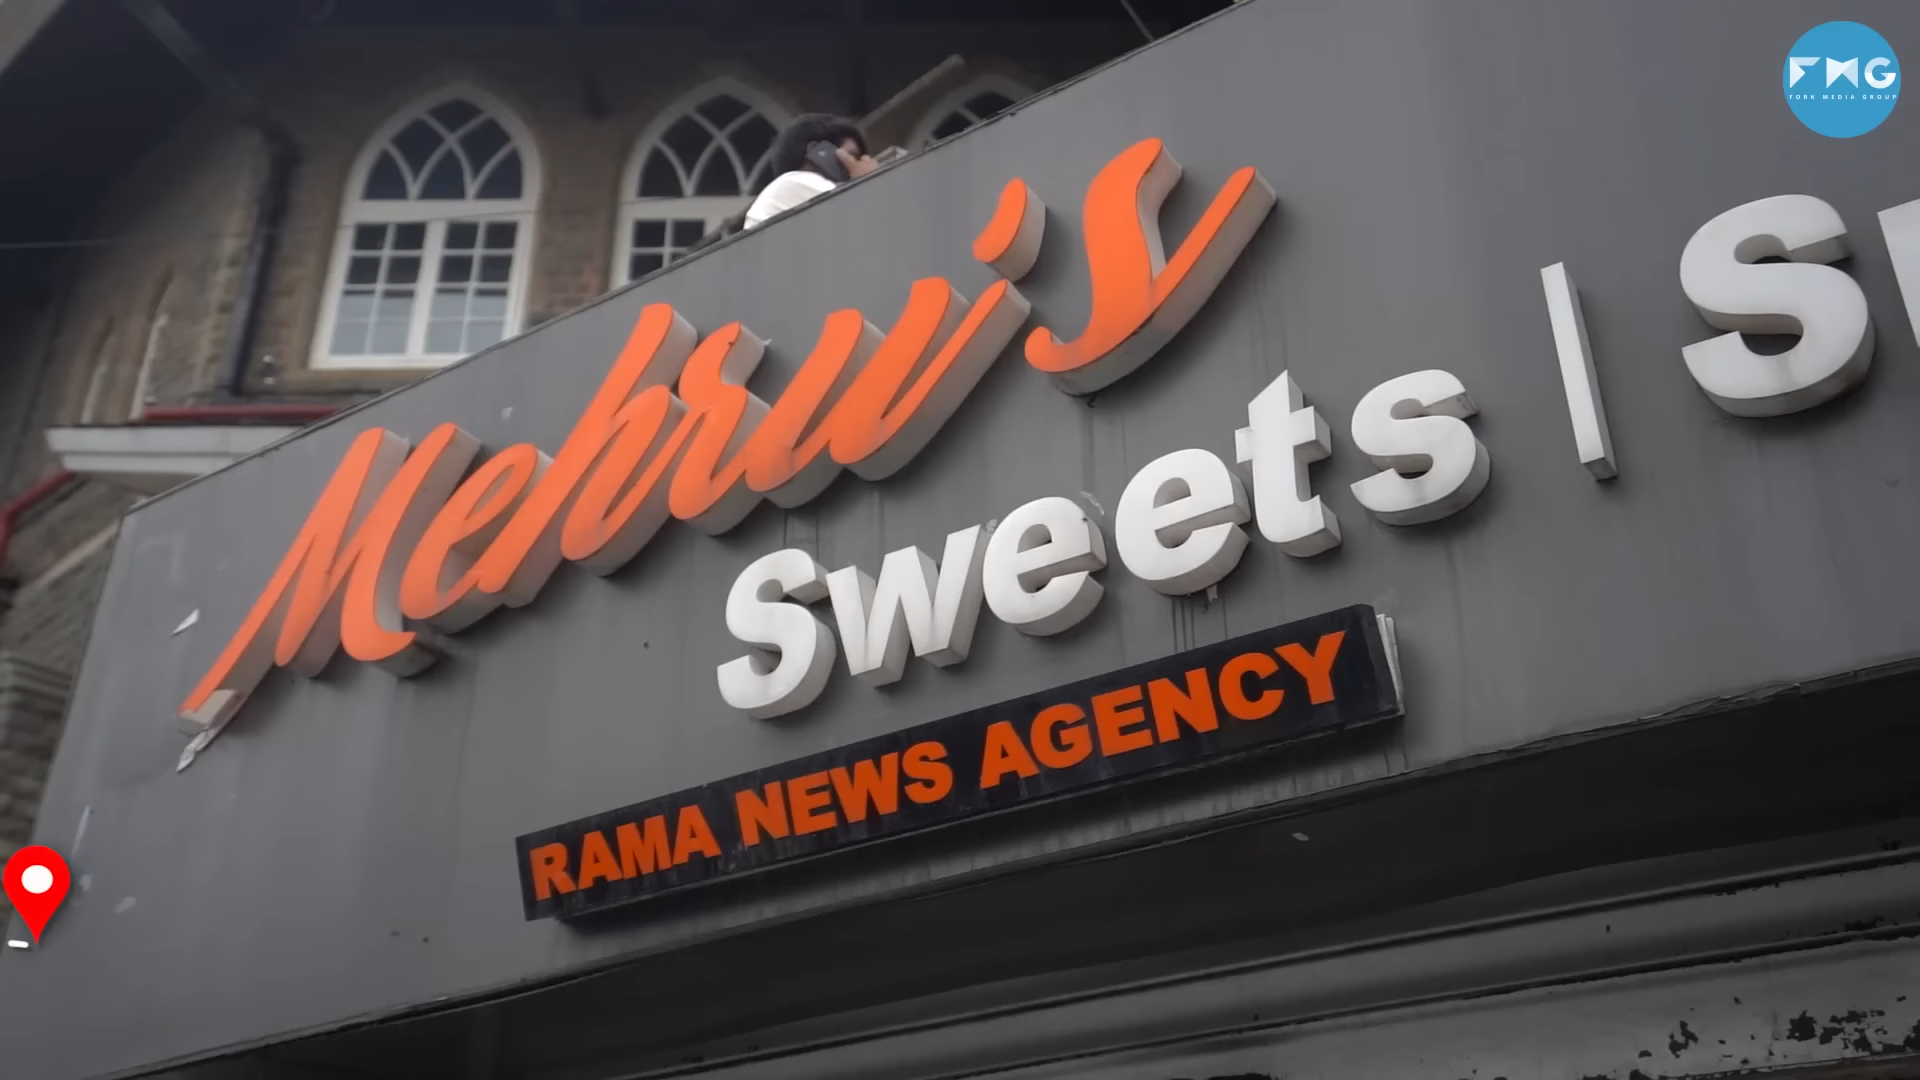 Mehru's
Sweets | S
RAMA NEWS AGENCY
FMG
FORK MEDIA GROUP